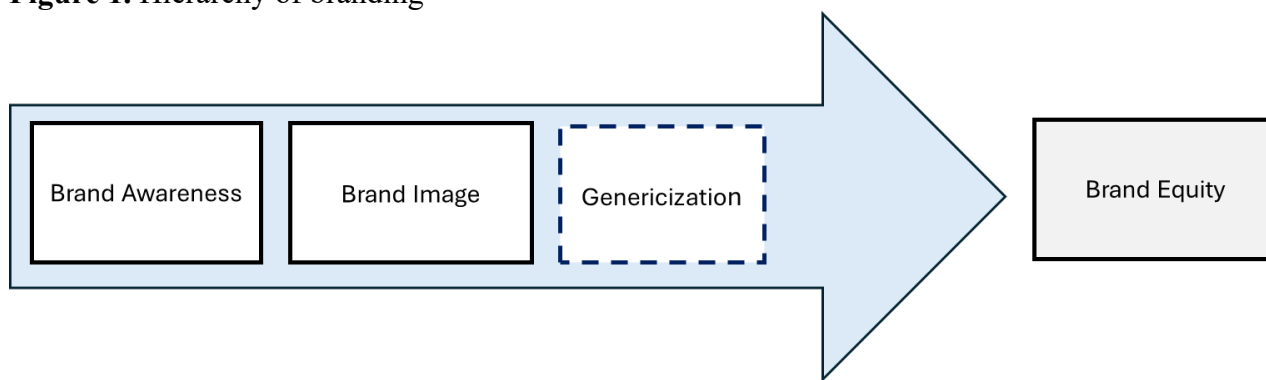 Figure 1. Hierarchy of branding
Brand Awareness
Brand Image
Genericization
Brand Equity